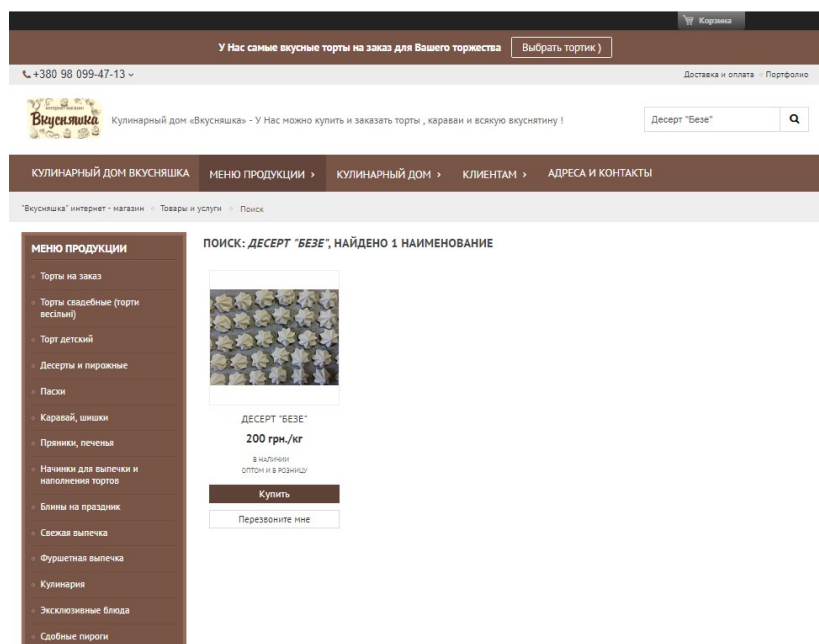 Корзина
У Нас самые вкусные торты на заказ для Вашего торжества
Выбрать тортик )
+380 98 099-47-13
Доставка и оплата
Портфолио
интернет-магазин
Вкусняшка
Кулинарный дом «Вкусняшка» - У Нас можно купить и заказать торты , караваи и всякую вкуснятину !
Десерт "Безе"
КУЛИНАРНЫЙ ДОМ ВКУСНЯШКА
МЕНЮ ПРОДУКЦИИ ›
КУЛИНАРНЫЙ ДОМ ›
КЛИЕНТАМ ›
АДРЕСА И КОНТАКТЫ
"Вкусняшка" интернет - магазин
Товары и услуги
Поиск
МЕНЮ ПРОДУКЦИИ
Торты на заказ
Торты свадебные (торти
весільні)
Торт детский
Десерты и пирожные
Пасхи
Каравай, шишки
Пряники, печенья
Начинки для выпечки и
наполнения тортов
Блины на праздник
Свежая выпечка
Фуршетная выпечка
Кулинария
Эксклюзивные блюда
Сдобные пироги
ПОИСК: ДЕСЕРТ "БЕЗЕ", НАЙДЕНО 1 НАИМЕНОВАНИЕ
ДЕСЕРТ "БЕЗЕ"
200 грн./кг
В НАЛИЧИИ
ОПТОМ И В РОЗНИЦУ
Купить
Перезвоните мне